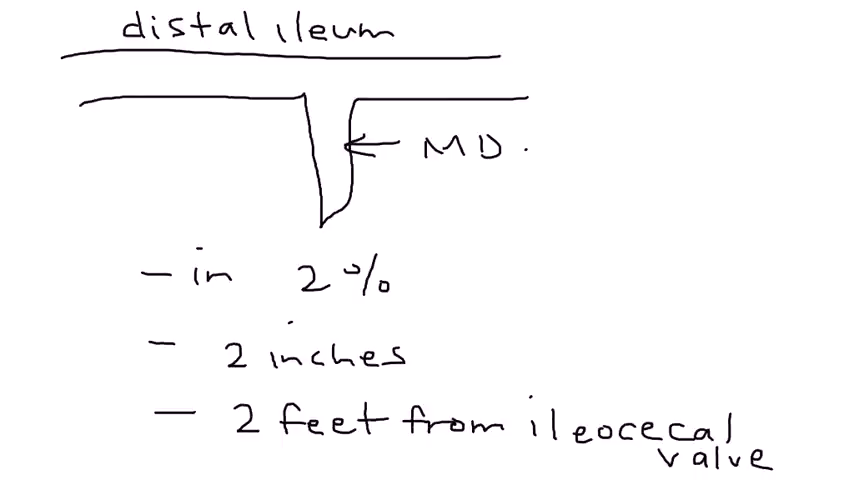 distal ileum
← MD.
- in 2%
- 2 inches
- 2 feet from ileocecal
valve